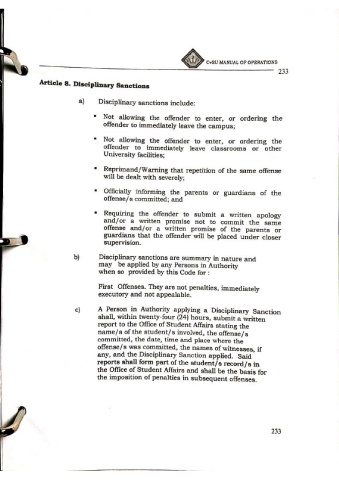 CvSU MANUAL OF OPERATIONS
233
Article 8. Disciplinary Sanctions
a) Disciplinary sanctions include:
▪ Not allowing the offender to enter, or ordering the
offender to immediately leave the campus;
▪ Not allowing the offender to enter, or ordering the
offender to immediately leave classrooms or other
University facilities;
▪ Reprimand/Warning that repetition of the same offense
will be dealt with severely;
▪ Officially informing the parents or guardians of the
offense/s committed; and
▪ Requiring the offender to submit a written apology
and/or a written promise not to commit the same
offense and/or a written promise of the parents or
guardians that the offender will be placed under closer
supervision.
b) Disciplinary sanctions are summary in nature and
may be applied by any Persons in Authority
when so provided by this Code for :
First Offenses. They are not penalties, immediately
executory and not appealable.
c) A Person in Authority applying a Disciplinary Sanction
shall, within twenty-four (24) hours, submit a written
report to the Office of Student Affairs stating the
name/s of the student/s involved, the offense/s
committed, the date, time and place where the
offense/s was committed, the names of witnesses, if
any, and the Disciplinary Sanction applied. Said
reports shall form part of the student/s record/s in
the Office of Student Affairs and shall be the basis for
the imposition of penalties in subsequent offenses.
233